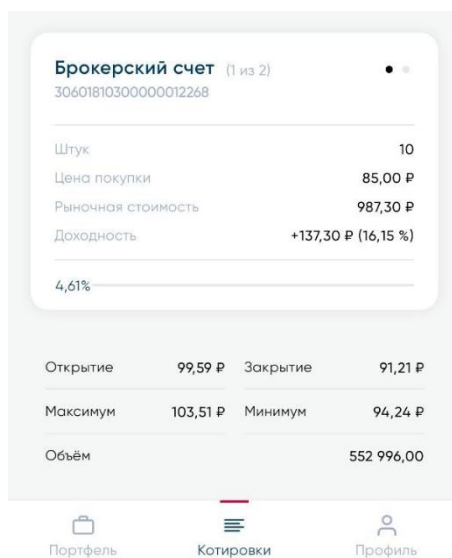 Брокерский счет (1 из 2)
30601810300000012268
Штук 10
Цена покупки 85,00 ₽
Рыночная стоимость 987,30 ₽
Доходность +137,30 ₽ (16,15 %)
4,61%
Открытие 99,59 ₽ Закрытие 91,21 ₽
Максимум 103,51 ₽ Минимум 94,24 ₽
Объём 552 996,00
Портфель Котировки Профиль